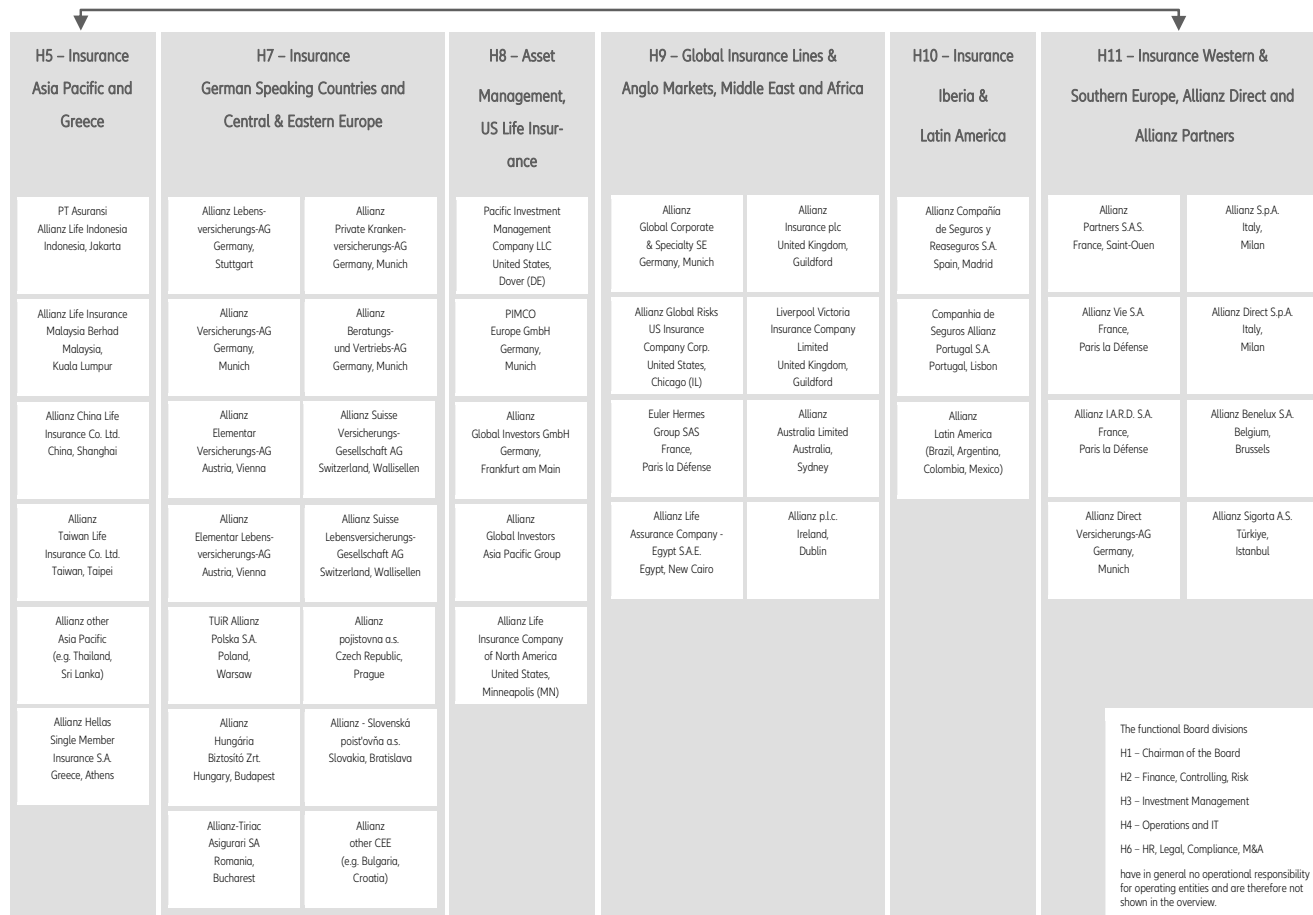 H5 – Insurance
Asia Pacific and
Greece
PT Asuransi
Allianz Life Indonesia
Indonesia, Jakarta
Allianz Life Insurance
Malaysia Berhad
Malaysia,
Kuala Lumpur
Allianz China Life
Insurance Co. Ltd.
China, Shanghai
Allianz
Taiwan Life
Insurance Co. Ltd.
Taiwan, Taipei
Allianz other
Asia Pacific
(e.g. Thailand,
Sri Lanka)
Allianz Hellas
Single Member
Insurance S.A.
Greece, Athens
H7 – Insurance
German Speaking Countries and
Central & Eastern Europe
Allianz Lebens-
versicherungs-AG
Germany,
Stuttgart
Allianz
Private Kranken-
versicherungs-AG
Germany, Munich
Allianz
Versicherungs-AG
Germany,
Munich
Allianz
Beratungs-
und Vertriebs-AG
Germany, Munich
Allianz
Elementar
Versicherungs-AG
Austria, Vienna
Allianz Suisse
Versicherungs-
Gesellschaft AG
Switzerland, Wallisellen
Allianz
Elementar Lebens-
versicherungs-AG
Austria, Vienna
Allianz Suisse
Lebensversicherungs-
Gesellschaft AG
Switzerland, Wallisellen
TUiR Allianz
Polska S.A.
Poland,
Warsaw
Allianz
pojistovna a.s.
Czech Republic,
Prague
Allianz
Hungária
Biztosító Zrt.
Hungary, Budapest
Allianz - Slovenská
poist'ovňa a.s.
Slovakia, Bratislava
Allianz-Tiriac
Asigurari SA
Romania,
Bucharest
Allianz
other CEE
(e.g. Bulgaria,
Croatia)
H8 – Asset
Management,
US Life Insur-
ance
Pacific Investment
Management
Company LLC
United States,
Dover (DE)
PIMCO
Europe GmbH
Germany,
Munich
Allianz
Global Investors GmbH
Germany,
Frankfurt am Main
Allianz
Global Investors
Asia Pacific Group
Allianz Life
Insurance Company
of North America
United States,
Minneapolis (MN)
H9 – Global Insurance Lines &
Anglo Markets, Middle East and Africa
Allianz
Global Corporate
& Specialty SE
Germany, Munich
Allianz
Insurance plc
United Kingdom,
Guildford
Allianz Global Risks
US Insurance
Company Corp.
United States,
Chicago (IL)
Liverpool Victoria
Insurance Company
Limited
United Kingdom,
Guildford
Euler Hermes
Group SAS
France,
Paris la Défense
Allianz
Australia Limited
Australia,
Sydney
Allianz Life
Assurance Company -
Egypt S.A.E.
Egypt, New Cairo
Allianz p.l.c.
Ireland,
Dublin
H10 – Insurance
Iberia &
Latin America
Allianz Compañía
de Seguros y
Reaseguros S.A.
Spain, Madrid
Companhia de
Seguros Allianz
Portugal S.A.
Portugal, Lisbon
Allianz
Latin America
(Brazil, Argentina,
Colombia, Mexico)
H11 – Insurance Western &
Southern Europe, Allianz Direct and
Allianz Partners
Allianz
Partners S.A.S.
France, Saint-Ouen
Allianz S.p.A.
Italy,
Milan
Allianz Vie S.A.
France,
Paris la Défense
Allianz Direct S.p.A.
Italy,
Milan
Allianz I.A.R.D. S.A.
France,
Paris la Défense
Allianz Benelux S.A.
Belgium,
Brussels
Allianz Direct
Versicherungs-AG
Germany,
Munich
Allianz Sigorta A.S.
Türkiye,
Istanbul
The functional Board divisions
H1 – Chairman of the Board
H2 – Finance, Controlling, Risk
H3 – Investment Management
H4 – Operations and IT
H6 – HR, Legal, Compliance, M&A
have in general no operational responsibility
for operating entities and are therefore not
shown in the overview.